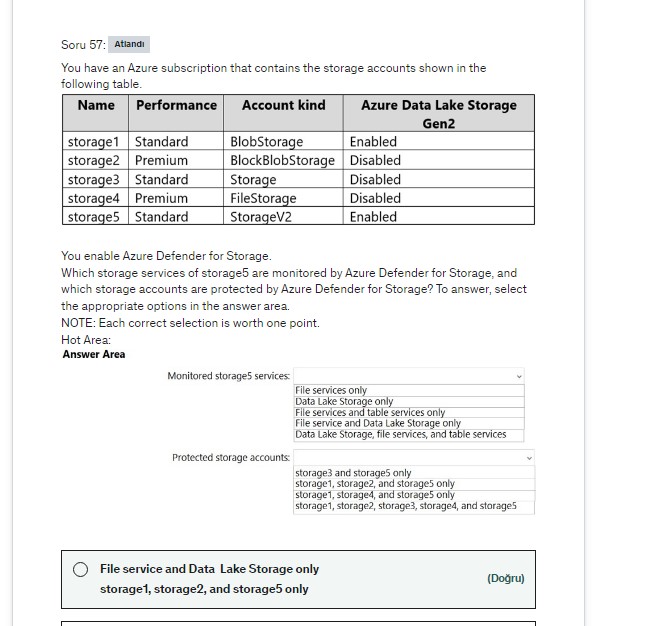 Soru 57: Atlandı
You have an Azure subscription that contains the storage accounts shown in the
following table.
Name Performance Account kind Azure Data Lake Storage
Gen2
storage1 Standard BlobStorage Enabled
storage2 Premium BlockBlobStorage Disabled
storage3 Standard Storage Disabled
storage4 Premium FileStorage Disabled
storage5 Standard StorageV2 Enabled
You enable Azure Defender for Storage.
Which storage services of storage5 are monitored by Azure Defender for Storage, and
which storage accounts are protected by Azure Defender for Storage? To answer, select
the appropriate options in the answer area.
NOTE: Each correct selection is worth one point.
Hot Area:
Answer Area
Monitored storage5 services:
File services only
Data Lake Storage only
File services and table services only
File service and Data Lake Storage only
Data Lake Storage, file services, and table services
Protected storage accounts:
storage3 and storage5 only
storage1, storage2, and storage5 only
storage1, storage4, and storage5 only
storage1, storage2, storage3, storage4, and storage5
File service and Data Lake Storage only
storage1, storage2, and storage5 only
(Doğru)